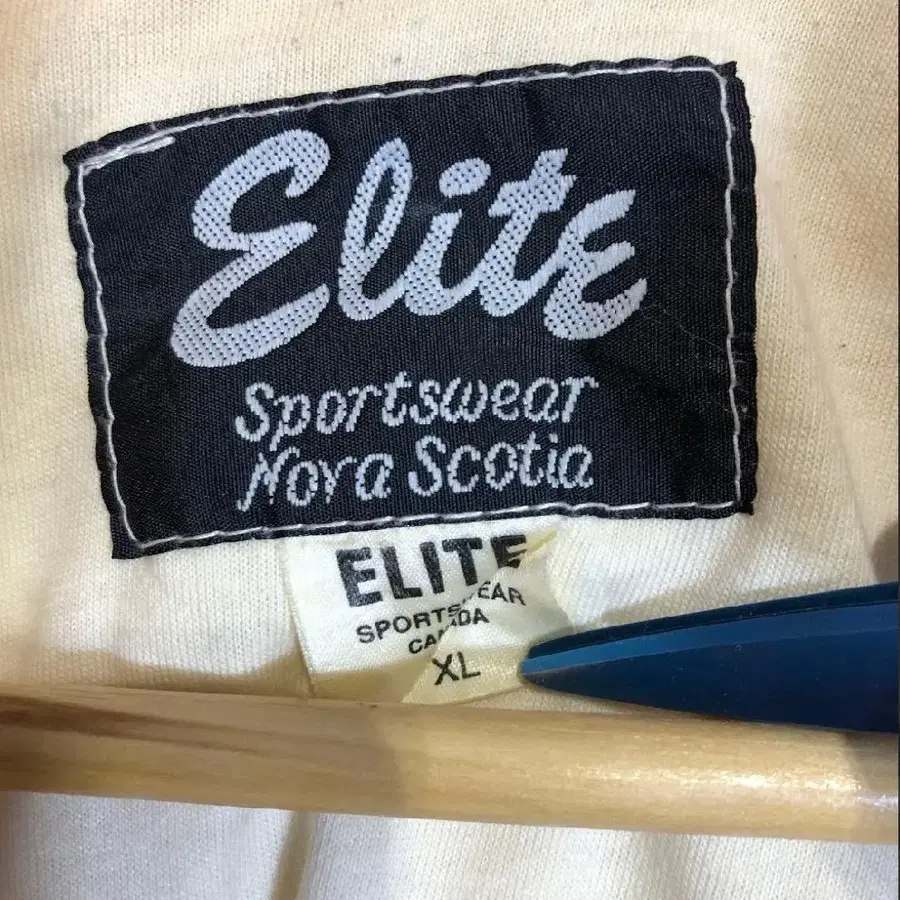 Elite
Sportswear
Nova Scotia
ELITE
SPORTSWEAR
CANADA
XL